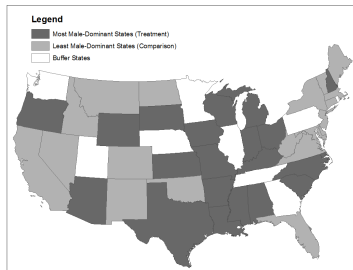 Legend
Most Male-Dominant States (Treatment)
Least Male-Dominant States (Comparison)
Buffer States